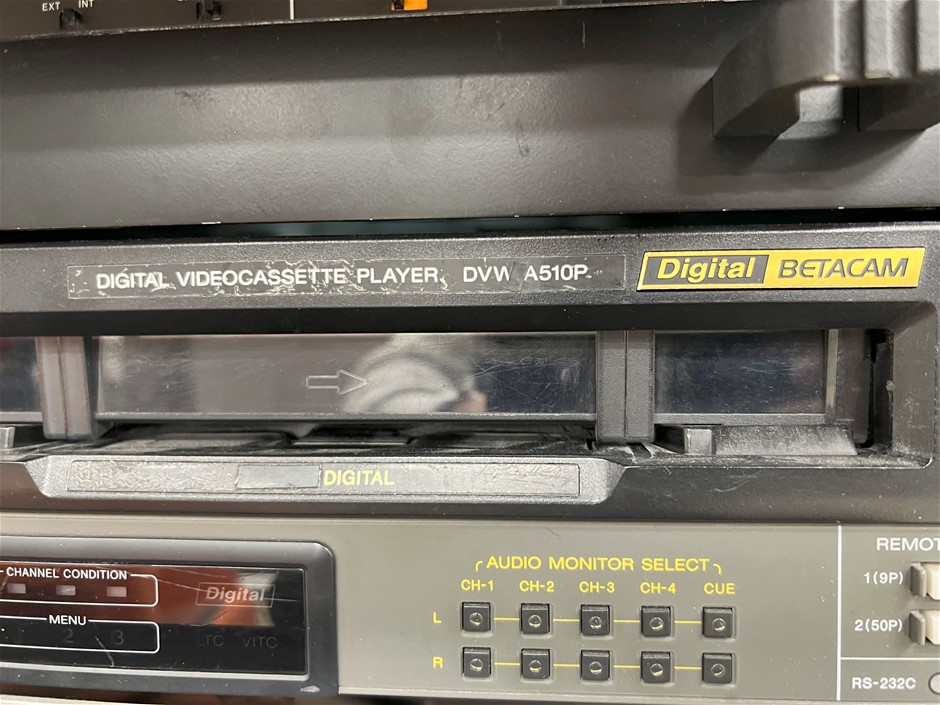 EXT INT
DIGITAL VIDEOCASSETTE PLAYER DVW A510P
Digital BETACAM
DIGITAL
CHANNEL CONDITION
Digital
MENU
1 2 3
LTC VITC
AUDIO MONITOR SELECT
CH-1 CH-2 CH-3 CH-4 CUE
L
R
REMOT
1(9P)
2(50P)
RS-232C